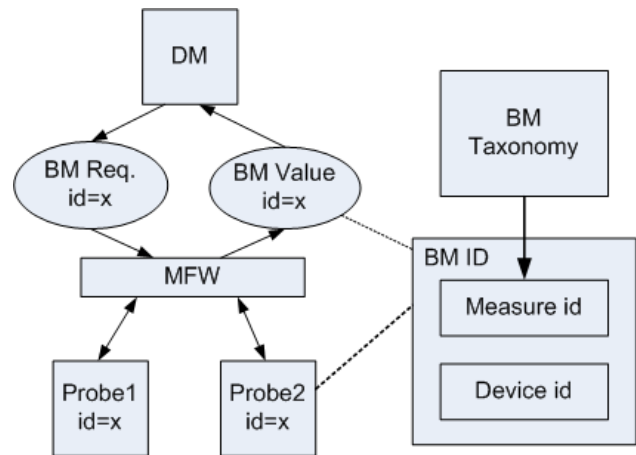 DM
BM Req.
id=x
BM Value
id=x
BM
Taxonomy
MFW
BM ID
Measure id
Device id
Probe1
id=x
Probe2
id=x